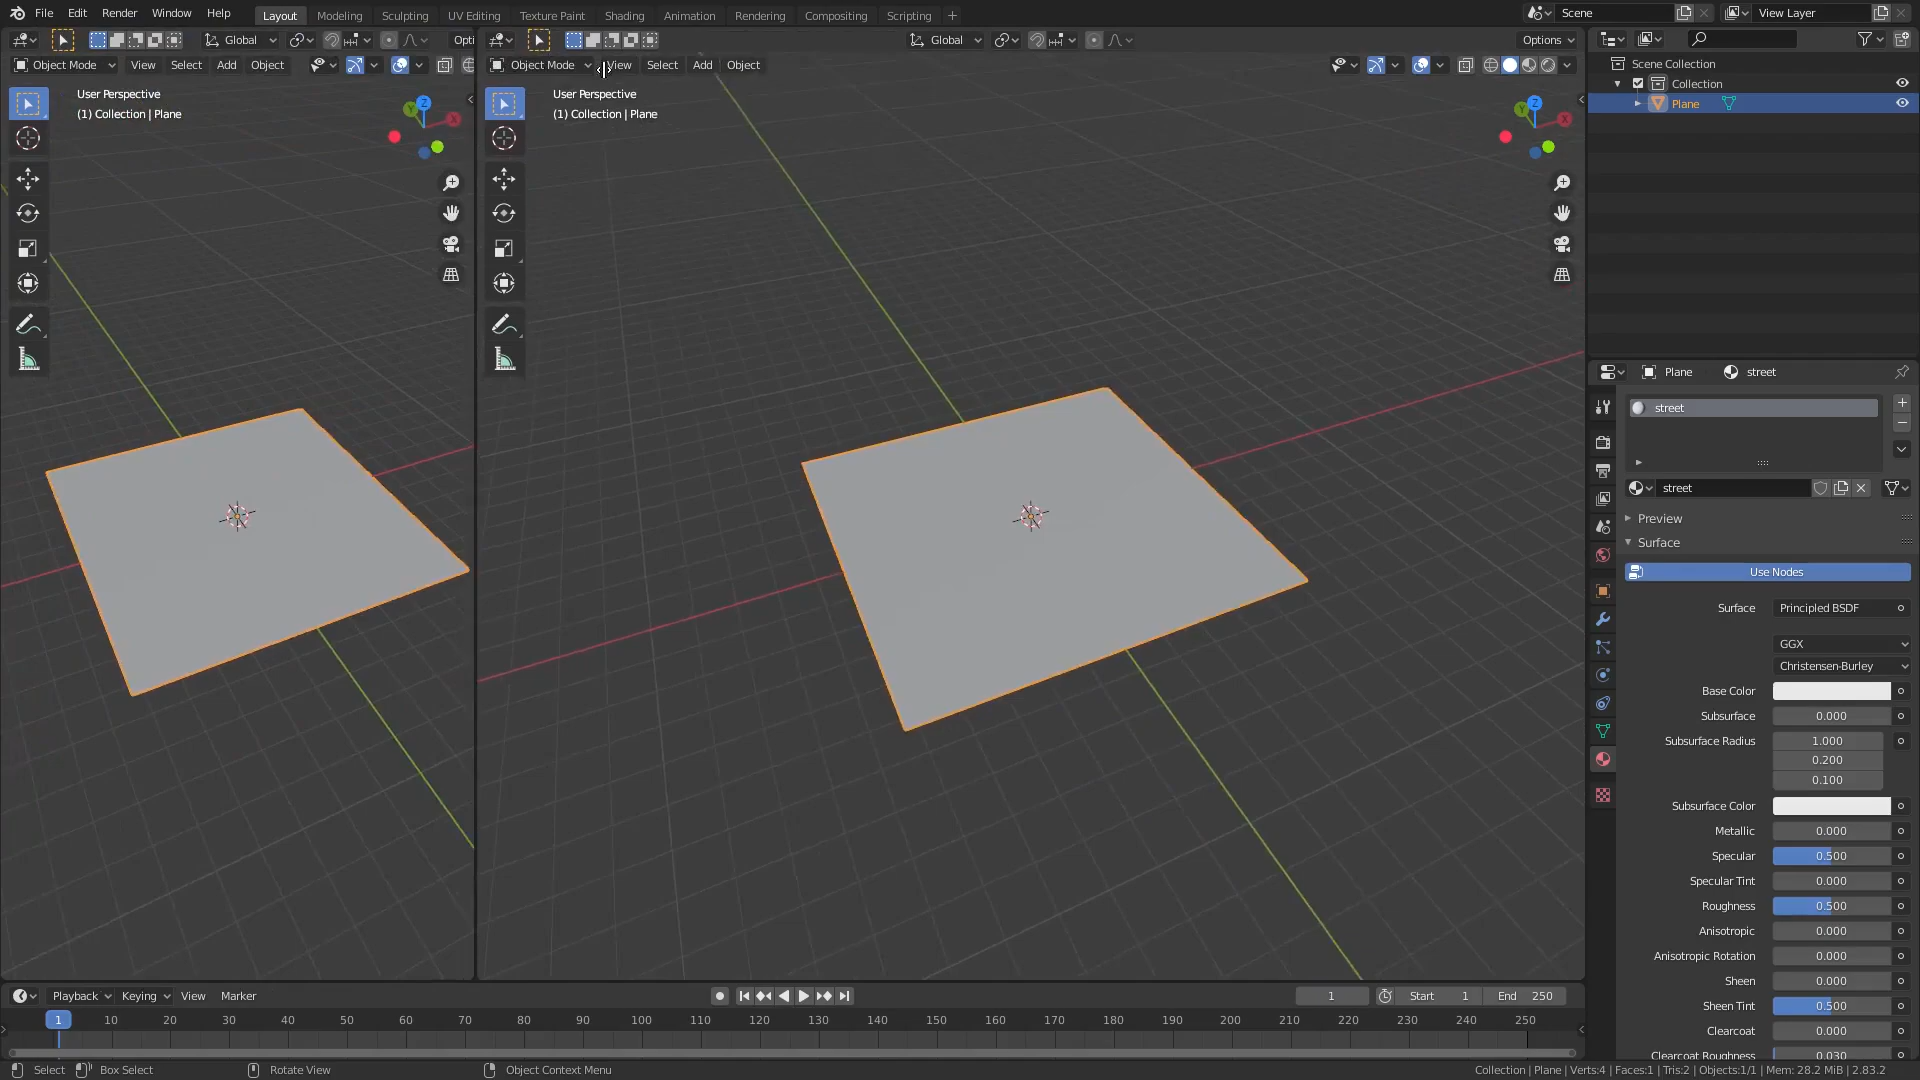 File Edit Render Window Help Layout Modeling Sculpting UV Editing Texture Paint Shading Animation Rendering Compositing Scripting + Scene View Layer
Global Opti Global Options
Object Mode View Select Add Object Object Mode View Select Add Object
User Perspective
(1) Collection | Plane
User Perspective
(1) Collection | Plane
Z
Y
X
Z
Y
X
Scene Collection
Collection
Plane
Plane street
street
street
Preview
Surface
Use Nodes
Surface Principled BSDF
GGX
Christensen-Burley
Base Color
Subsurface 0.000
Subsurface Radius 1.000
0.200
0.100
Subsurface Color
Metallic 0.000
Specular 0.500
Specular Tint 0.000
Roughness 0.500
Anisotropic 0.000
Anisotropic Rotation 0.000
Sheen 0.000
Sheen Tint 0.500
Clearcoat 0.000
Clearcoat Roughness 0.030
Playback Keying View Marker 1 Start 1 End 250
1 10 20 30 40 50 60 70 80 90 100 110 120 130 140 150 160 170 180 190 200 210 220 230 240 250
Select Box Select Rotate View Object Context Menu Collection | Plane | Verts:4 | Faces:1 | Tris:2 | Objects:1/1 | Mem: 28.2 MiB | 2.83.2